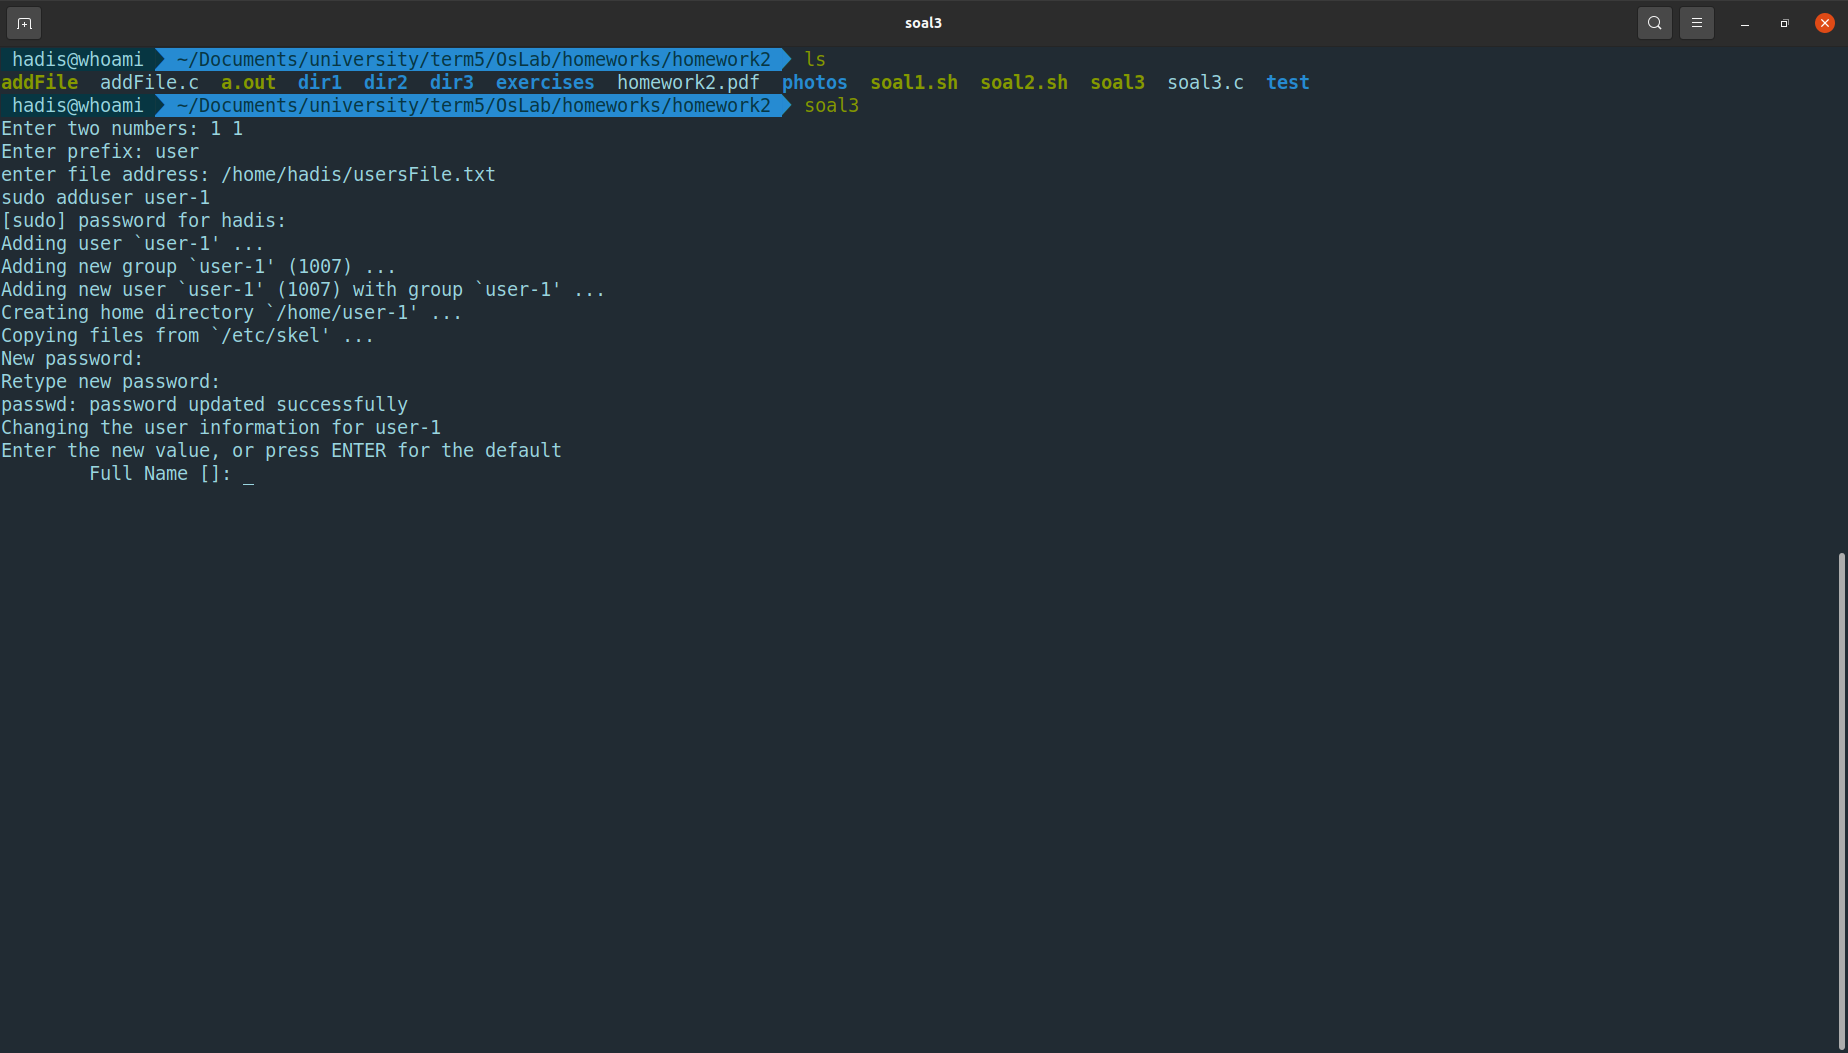 soal3
hadis@whoami ~/Documents/university/term5/OsLab/homeworks/homework2 ls
addFile addFile.c a.out dir1 dir2 dir3 exercises homework2.pdf photos soal1.sh soal2.sh soal3 soal3.c test
hadis@whoami ~/Documents/university/term5/OsLab/homeworks/homework2 soal3
Enter two numbers: 1 1
Enter prefix: user
enter file address: /home/hadis/usersFile.txt
sudo adduser user-1
[sudo] password for hadis:
Adding user `user-1' ...
Adding new group `user-1' (1007) ...
Adding new user `user-1' (1007) with group `user-1' ...
Creating home directory `/home/user-1' ...
Copying files from `/etc/skel' ...
New password:
Retype new password:
passwd: password updated successfully
Changing the user information for user-1
Enter the new value, or press ENTER for the default
Full Name []: _